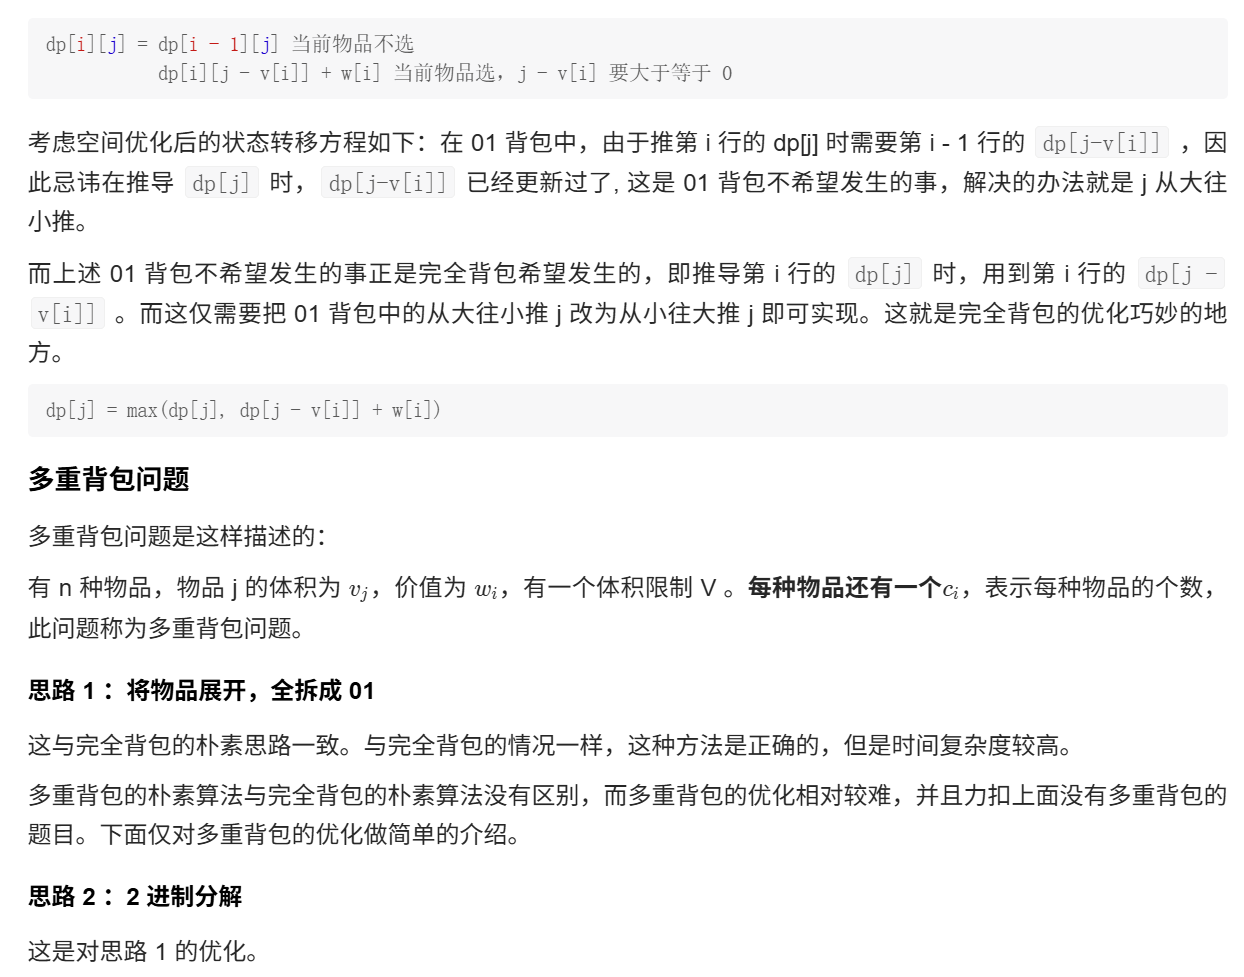 dp[i][j] = dp[i - 1][j] 当前物品不选
dp[i][j - v[i]] + w[i] 当前物品选，j - v[i] 要大于等于 0
考虑空间优化后的状态转移方程如下：在 01 背包中，由于推第 i 行的 dp[j] 时需要第 i - 1 行的 dp[j-v[i]] ，因
此忌讳在推导 dp[j] 时， dp[j-v[i]] 已经更新过了, 这是 01 背包不希望发生的事，解决的办法就是 j 从大往
小推。
而上述 01 背包不希望发生的事正是完全背包希望发生的，即推导第 i 行的 dp[j] 时，用到第 i 行的 dp[j -
v[i]] 。而这仅需要把 01 背包中的从大往小推 j 改为从小往大推 j 即可实现。这就是完全背包的优化巧妙的地
方。
dp[j] = max(dp[j], dp[j - v[i]] + w[i])
多重背包问题
多重背包问题是这样描述的：
有 n 种物品，物品 j 的体积为 v_j，价值为 w_i，有一个体积限制 V 。每种物品还有一个c_i，表示每种物品的个数，
此问题称为多重背包问题。
思路 1 ：将物品展开，全拆成 01
这与完全背包的朴素思路一致。与完全背包的情况一样，这种方法是正确的，但是时间复杂度较高。
多重背包的朴素算法与完全背包的朴素算法没有区别，而多重背包的优化相对较难，并且力扣上面没有多重背包的
题目。下面仅对多重背包的优化做简单的介绍。
思路 2 ：2 进制分解
这是对思路 1 的优化。